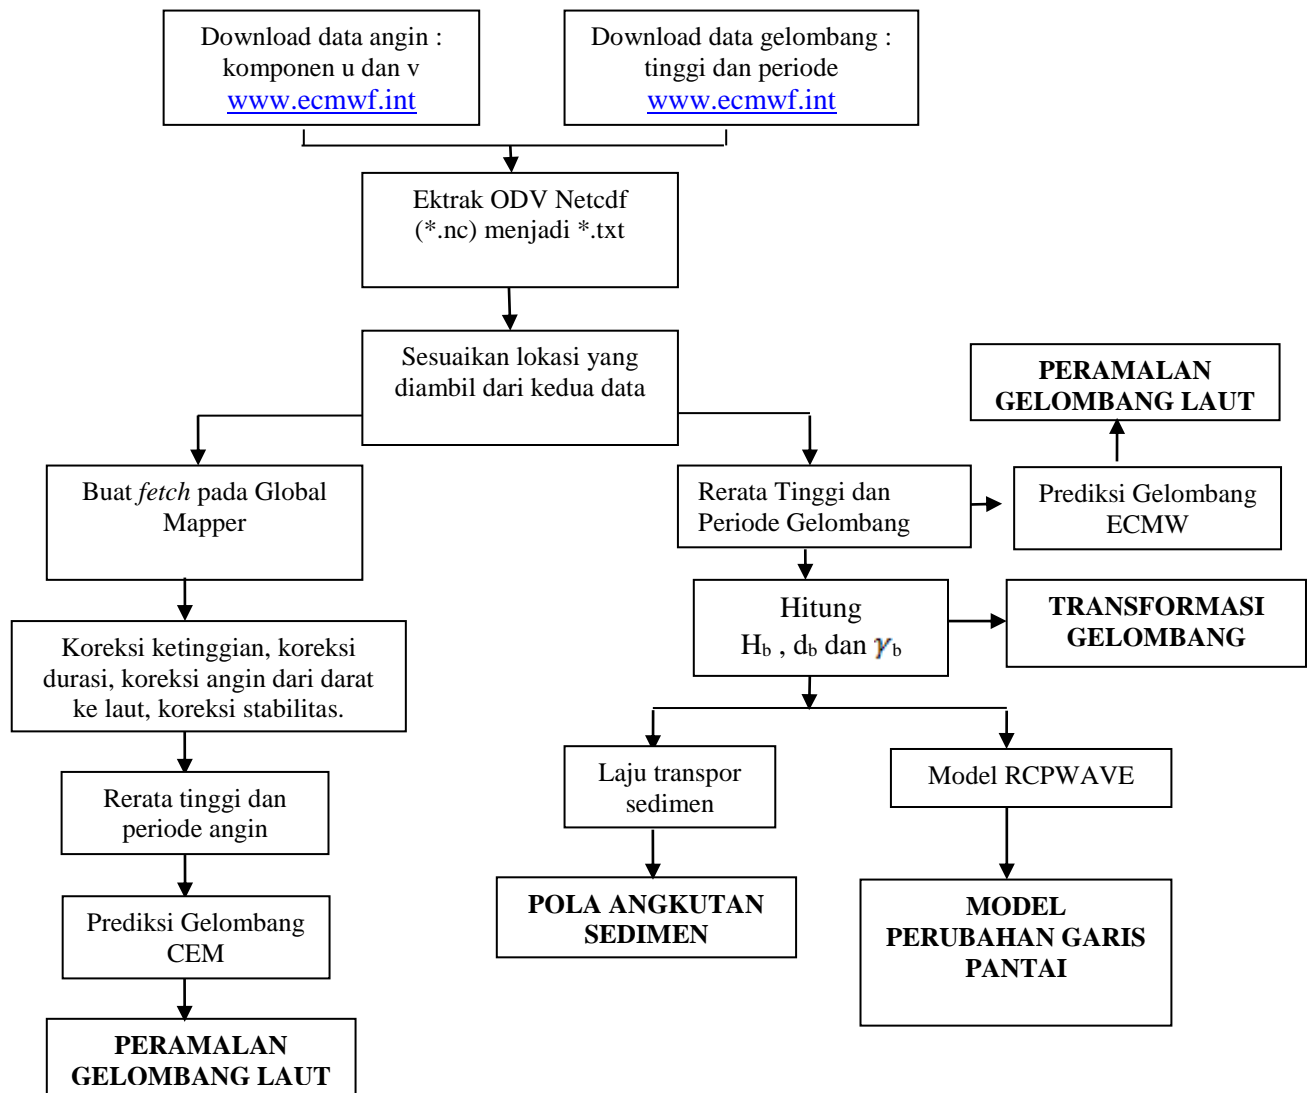 Download data angin :
komponen u dan v
www.ecmwf.int
Download data gelombang :
tinggi dan periode
www.ecmwf.int
Ektrak ODV Netcdf
(*.nc) menjadi *.txt
Sesuaikan lokasi yang
diambil dari kedua data
PERAMALAN
GELOMBANG LAUT
Buat fetch pada Global
Mapper
Rerata Tinggi dan
Periode Gelombang
Prediksi Gelombang
ECMW
Hitung
H_b , d_b dan γ_b
TRANSFORMASI
GELOMBANG
Koreksi ketinggian, koreksi
durasi, koreksi angin dari darat
ke laut, koreksi stabilitas.
Laju transpor
sedimen
Model RCPWAVE
Rerata tinggi dan
periode angin
POLA ANGKUTAN
SEDIMEN
MODEL
PERUBAHAN GARIS
PANTAI
Prediksi Gelombang
CEM
PERAMALAN
GELOMBANG LAUT